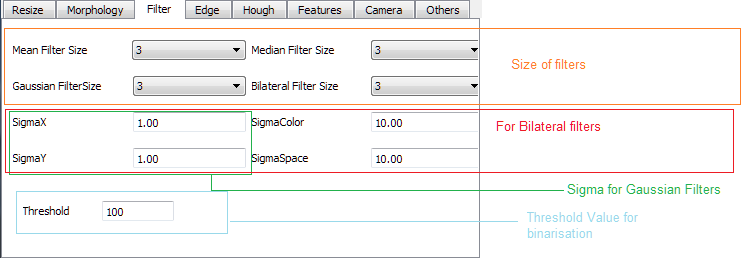 Resize Morphology Filter Edge Hough Features Camera Others
Mean Filter Size 3 Median Filter Size 3
Size of filters
Gaussian FilterSize 3 Bilateral Filter Size 3
SigmaX 1.00 SigmaColor 10.00
For Bilateral filters
SigmaY 1.00 SigmaSpace 10.00
Sigma for Gaussian Filters
Threshold 100
Threshold Value for
binarisation